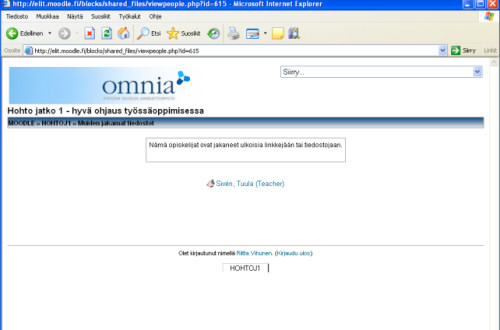 http://elit.moodle.fi/blocks/shared_files/viewpeople.php?id=615 - Microsoft Internet Explorer
Tiedosto Muokkaa Näytä Suosikit Työkalut Ohje
Edellinen Etsi Suosikit
Osoite http://elit.moodle.fi/blocks/shared_files/viewpeople.php?id=615 Siirry Linkit
omnia
Siirry...
Hohto jatko 1 - hyvä ohjaus työssäoppimisessa
MOODLE » HOHTOJ1 » Muiden jakamat tiedostot
Nämä opiskelijat ovat jakaneet ulkoisia linkkejään tai tiedostojaan.
Sivén, Tuula (Teacher)
Olet kirjautunut nimellä Riitta Vihunen. (Kirjaudu ulos)
HOHTOJ1